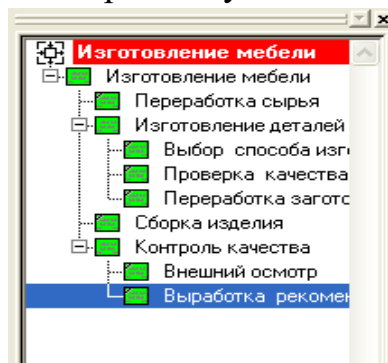 Изготовление мебели
Изготовление мебели
Переработка сырья
Изготовление деталей
Выбор способа изг
Проверка качества
Переработка загото
Сборка изделия
Контроль качества
Внешний осмотр
Выработка рекомен